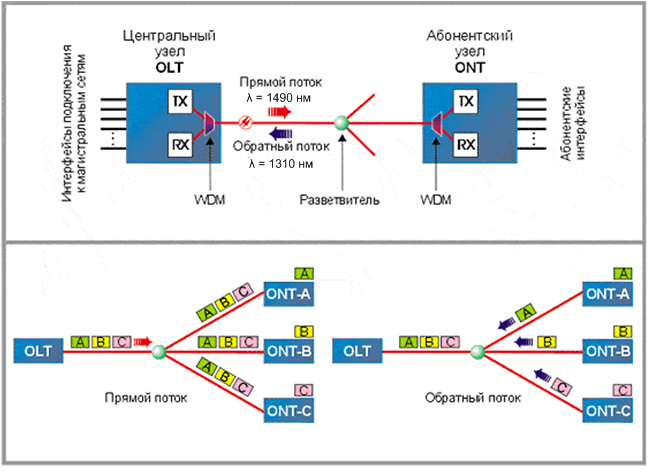 Центральный
узел
OLT
Абонентский
узел
ONT
Интерфейсы подключения
к магистральным сетям
TX
RX
Прямой поток
λ = 1490 нм
Обратный поток
λ = 1310 нм
TX
RX
Абонентские
интерфейсы
WDM
Разветвитель
WDM
A
ONT-A
A B C
OLT
A B C
A B C
B
ONT-B
A B C
C
ONT-C
Прямой поток
A
ONT-A
A
OLT
A B C
B
B
ONT-B
C
C
ONT-C
Обратный поток